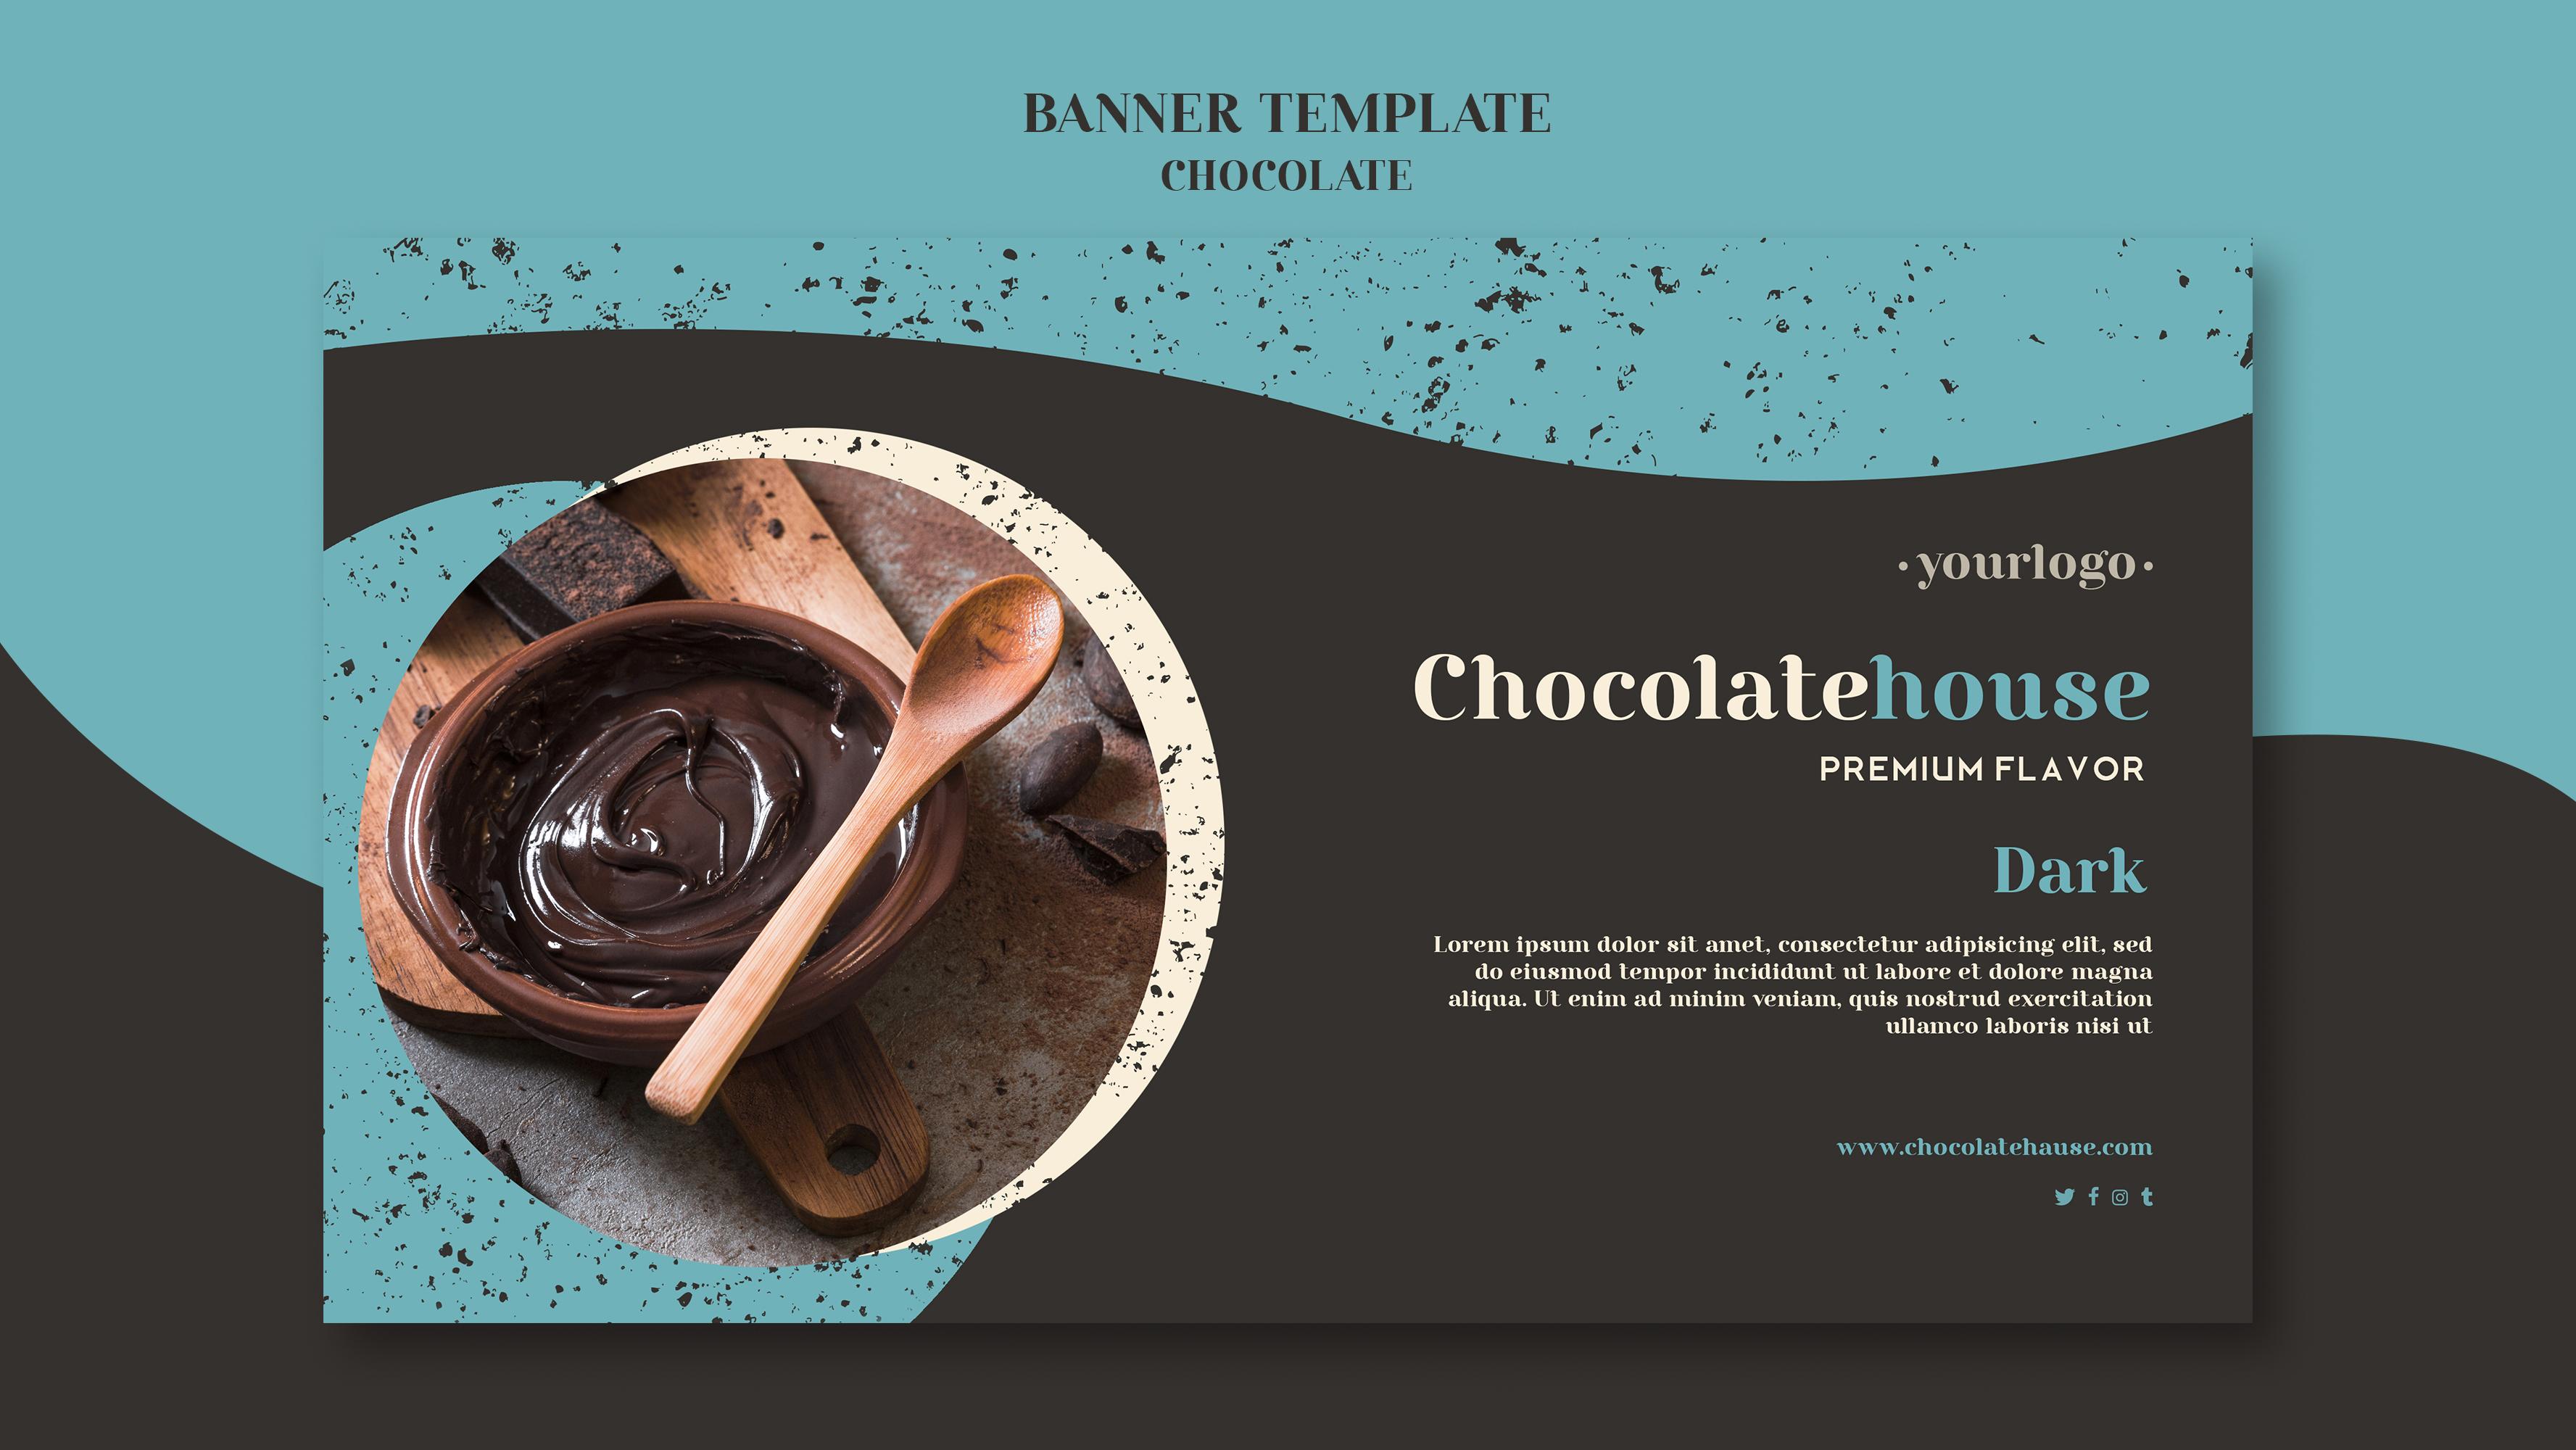 BANNER TEMPLATE
CHOCOLATE
·yourlogo·
Chocolatehouse
PREMIUM FLAVOR
Dark
Lorem ipsum dolor sit amet, consectetur adipisicing elit, sed
do eiusmod tempor incididunt ut labore et dolore magna
aliqua. Ut enim ad minim veniam, quis nostrud exercitation
ullamco laboris nisi ut
www.chocolatehause.com